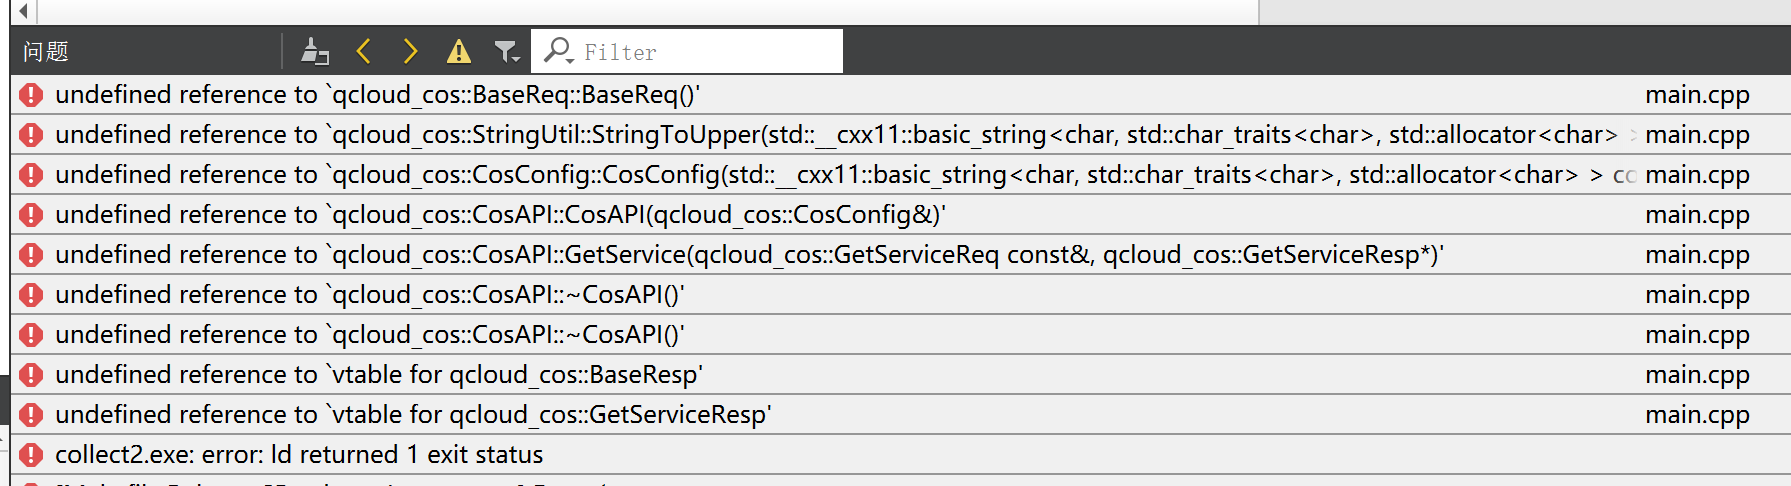 问题 Filter
undefined reference to `qcloud_cos::BaseReq::BaseReq()' main.cpp
undefined reference to `qcloud_cos::StringUtil::StringToUpper(std::__cxx11::basic_string<char, std::char_traits<char>, std::allocator<char> > main.cpp
undefined reference to `qcloud_cos::CosConfig::CosConfig(std::__cxx11::basic_string<char, std::char_traits<char>, std::allocator<char> > co main.cpp
undefined reference to `qcloud_cos::CosAPI::CosAPI(qcloud_cos::CosConfig&)' main.cpp
undefined reference to `qcloud_cos::CosAPI::GetService(qcloud_cos::GetServiceReq const&, qcloud_cos::GetServiceResp*)' main.cpp
undefined reference to `qcloud_cos::CosAPI::~CosAPI()' main.cpp
undefined reference to `qcloud_cos::CosAPI::~CosAPI()' main.cpp
undefined reference to `vtable for qcloud_cos::BaseResp' main.cpp
undefined reference to `vtable for qcloud_cos::GetServiceResp' main.cpp
collect2.exe: error: ld returned 1 exit status